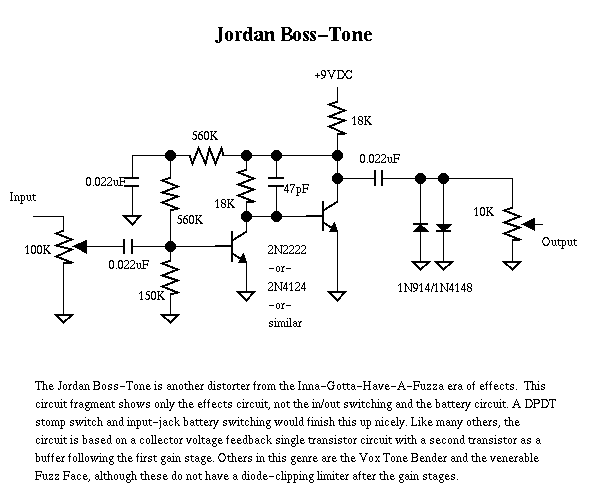 Jordan Boss-Tone
+9VDC
18K
560K
0.022uF
0.022uF
47pF
Input
18K
10K
560K
100K
Output
0.022uF
2N2222
-or-
2N4124
-or-
similar
150K
1N914/1N4148
The Jordan Boss-Tone is another distorter from the Inna-Gotta-Have-A-Fuzza era of effects. This
circuit fragment shows only the effects circuit, not the in/out switching and the battery circuit. A DPDT
stomp switch and input-jack battery switching would finish this up nicely. Like many others, the
circuit is based on a collector voltage feedback single transistor circuit with a second transistor as a
buffer following the first gain stage. Others in this genre are the Vox Tone Bender and the venerable
Fuzz Face, although these do not have a diode-clipping limiter after the gain stages.